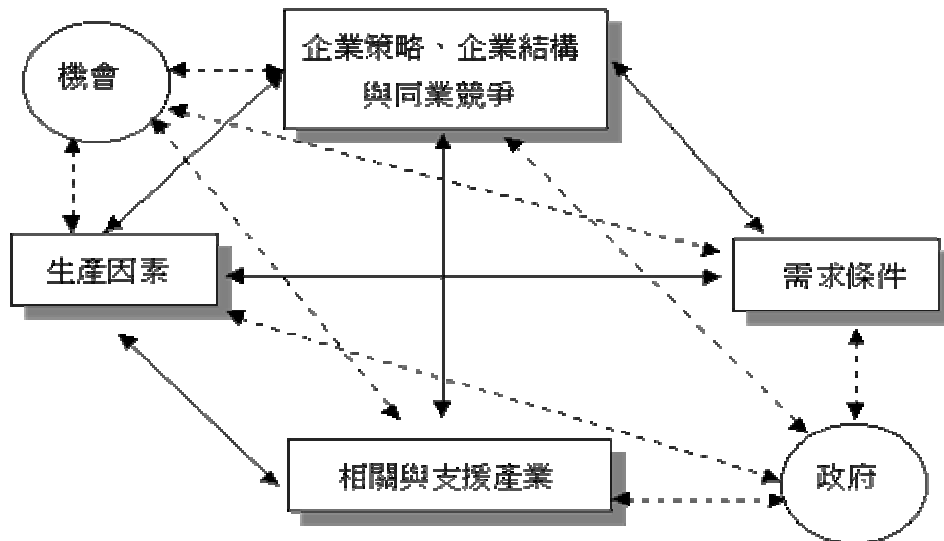 機會
企業策略、企業結構
與同業競爭
生產因素
需求條件
相關與支援產業
政府